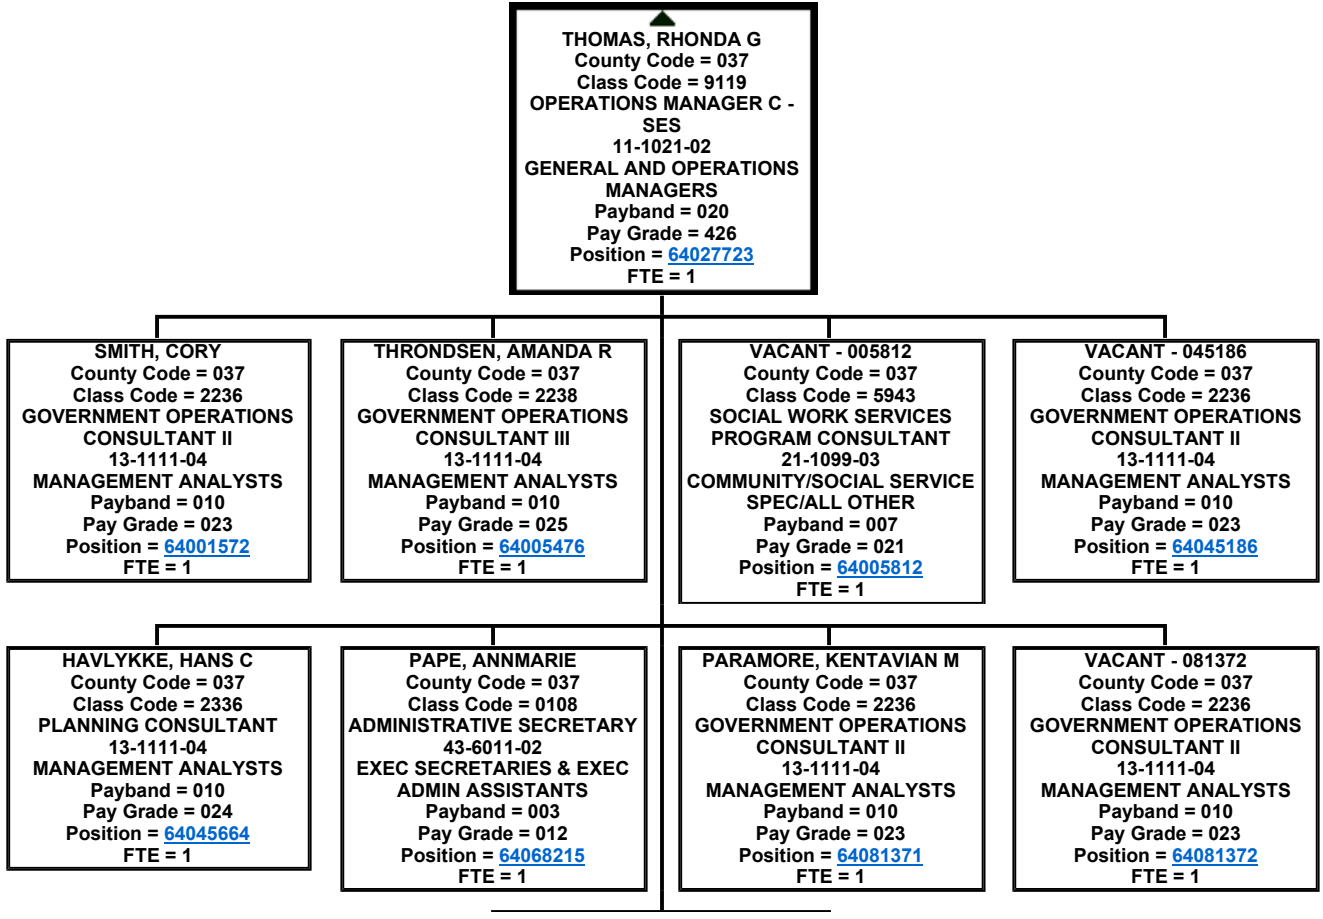 THOMAS, RHONDA G
County Code = 037
Class Code = 9119
OPERATIONS MANAGER C -
SES
11-1021-02
GENERAL AND OPERATIONS
MANAGERS
Payband = 020
Pay Grade = 426
Position = 64027723
FTE = 1
SMITH, CORY
County Code = 037
Class Code = 2236
GOVERNMENT OPERATIONS
CONSULTANT II
13-1111-04
MANAGEMENT ANALYSTS
Payband = 010
Pay Grade = 023
Position = 64001572
FTE = 1
THRONDSEN, AMANDA R
County Code = 037
Class Code = 2238
GOVERNMENT OPERATIONS
CONSULTANT III
13-1111-04
MANAGEMENT ANALYSTS
Payband = 010
Pay Grade = 025
Position = 64005476
FTE = 1
VACANT - 005812
County Code = 037
Class Code = 5943
SOCIAL WORK SERVICES
PROGRAM CONSULTANT
21-1099-03
COMMUNITY/SOCIAL SERVICE
SPEC/ALL OTHER
Payband = 007
Pay Grade = 021
Position = 64005812
FTE = 1
VACANT - 045186
County Code = 037
Class Code = 2236
GOVERNMENT OPERATIONS
CONSULTANT II
13-1111-04
MANAGEMENT ANALYSTS
Payband = 010
Pay Grade = 023
Position = 64045186
FTE = 1
HAVLYKKE, HANS C
County Code = 037
Class Code = 2336
PLANNING CONSULTANT
13-1111-04
MANAGEMENT ANALYSTS
Payband = 010
Pay Grade = 024
Position = 64045664
FTE = 1
PAPE, ANNMARIE
County Code = 037
Class Code = 0108
ADMINISTRATIVE SECRETARY
43-6011-02
EXEC SECRETARIES & EXEC
ADMIN ASSISTANTS
Payband = 003
Pay Grade = 012
Position = 64068215
FTE = 1
PARAMORE, KENTAVIAN M
County Code = 037
Class Code = 2236
GOVERNMENT OPERATIONS
CONSULTANT II
13-1111-04
MANAGEMENT ANALYSTS
Payband = 010
Pay Grade = 023
Position = 64081371
FTE = 1
VACANT - 081372
County Code = 037
Class Code = 2236
GOVERNMENT OPERATIONS
CONSULTANT II
13-1111-04
MANAGEMENT ANALYSTS
Payband = 010
Pay Grade = 023
Position = 64081372
FTE = 1